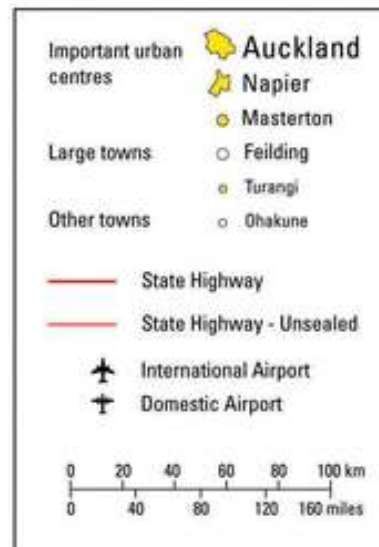 Important urban centres
Auckland
Napier
Masterton
Large towns
Feilding
Turangi
Other towns
Ohakune
State Highway
State Highway - Unsealed
International Airport
Domestic Airport
0 20 40 60 80 100 km
0 40 80 120 160 miles